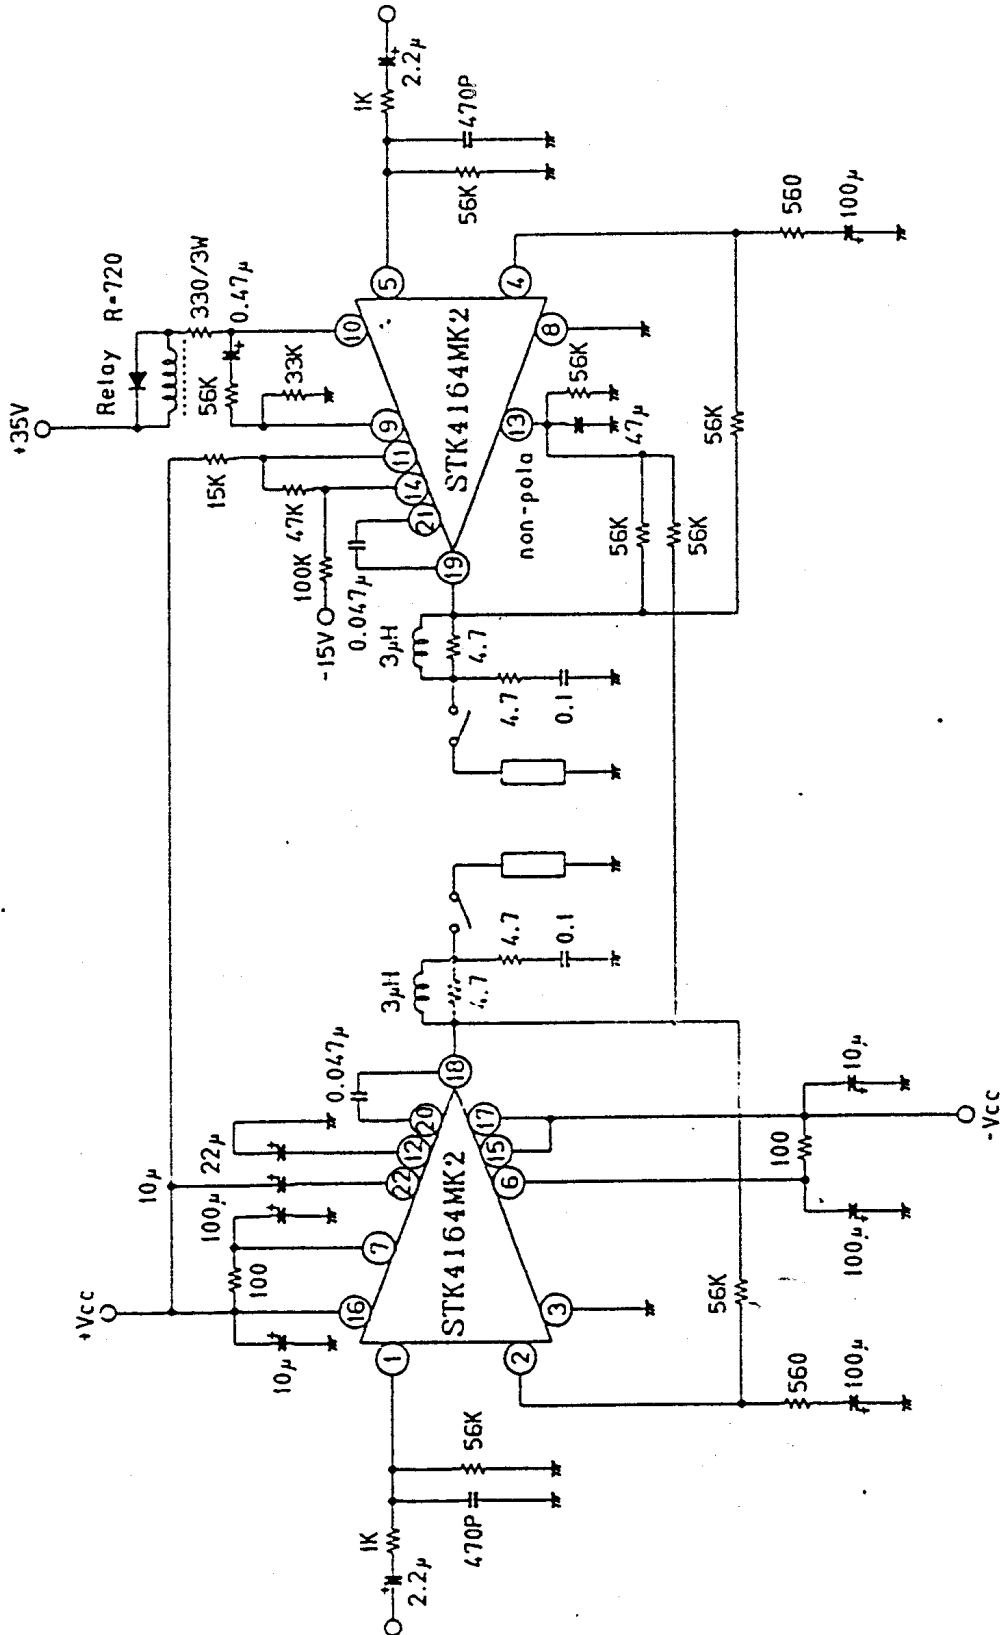 +35V
Relay R=720
330/3W
0.47μ
56K
33K
15K
47K
100K
-15V
0.047μ
1K
2.2μ
470P
56K
5
10
9
11
14
21
19
4
8
13
STK4164MK2
non-pola
47μ
56K
56K
56K
56K
560
100μ
3μH
4.7
4.7
0.1
3μH
4.7
4.7
0.1
+Vcc
10μ
100
100μ
10μ
22μ
0.047μ
16
7
22
12
20
18
1
2
3
6
15
17
STK4164MK2
1K
2.2μ
470P
56K
56K
560
100μ
100
100μ
10μ
-Vcc